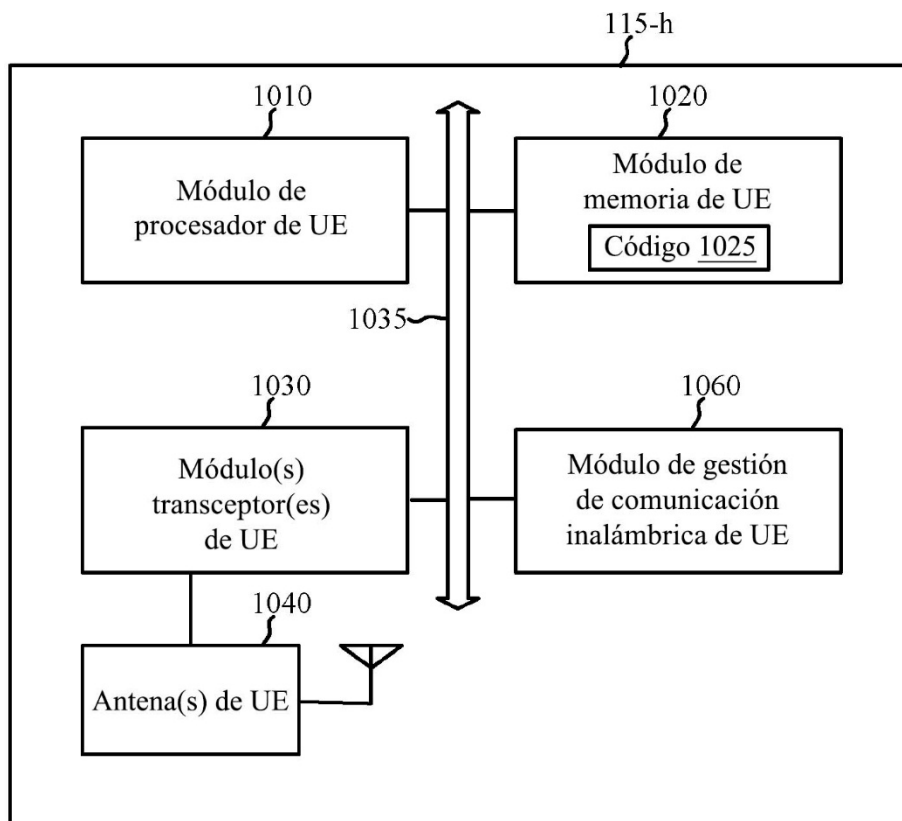 115-h
1010
Módulo de
procesador de UE
1020
Módulo de
memoria de UE
Código 1025
1035
1030
Módulo(s)
transceptor(es)
de UE
1060
Módulo de gestión
de comunicación
inalámbrica de UE
1040
Antena(s) de UE